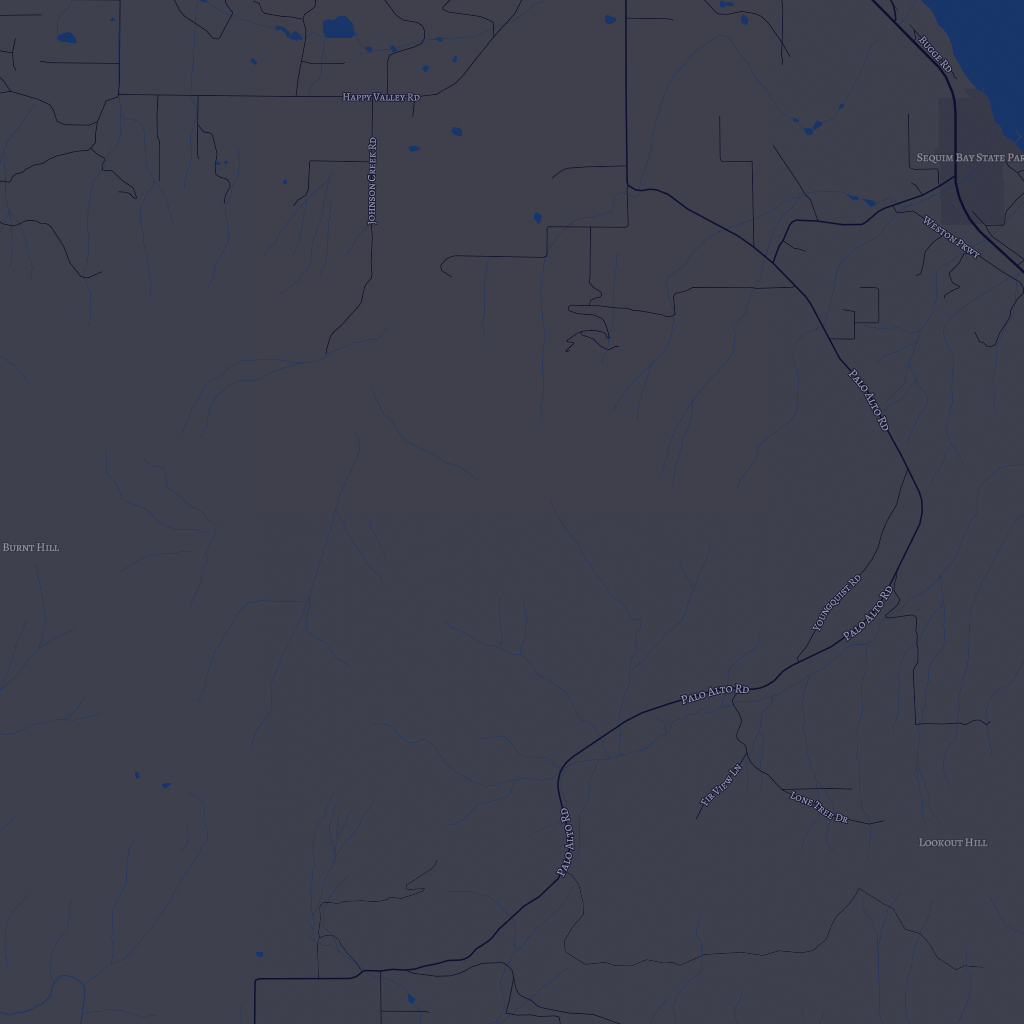 Bugge Rd
Happy Valley Rd
Johnson Creek Rd
Sequim Bay State Par
Weston Pkwy
Palo Alto Rd
Burnt Hill
Youngquist Rd
Palo Alto Rd
Palo Alto Rd
Fir View Ln
Lone Tree Dr
Palo Alto Rd
Lookout Hill